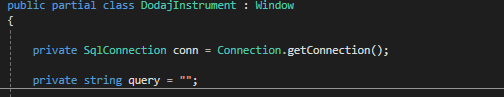 public partial class DodajInstrument : Window
{
private SqlConnection conn = Connection.getConnection();
private string query = "";